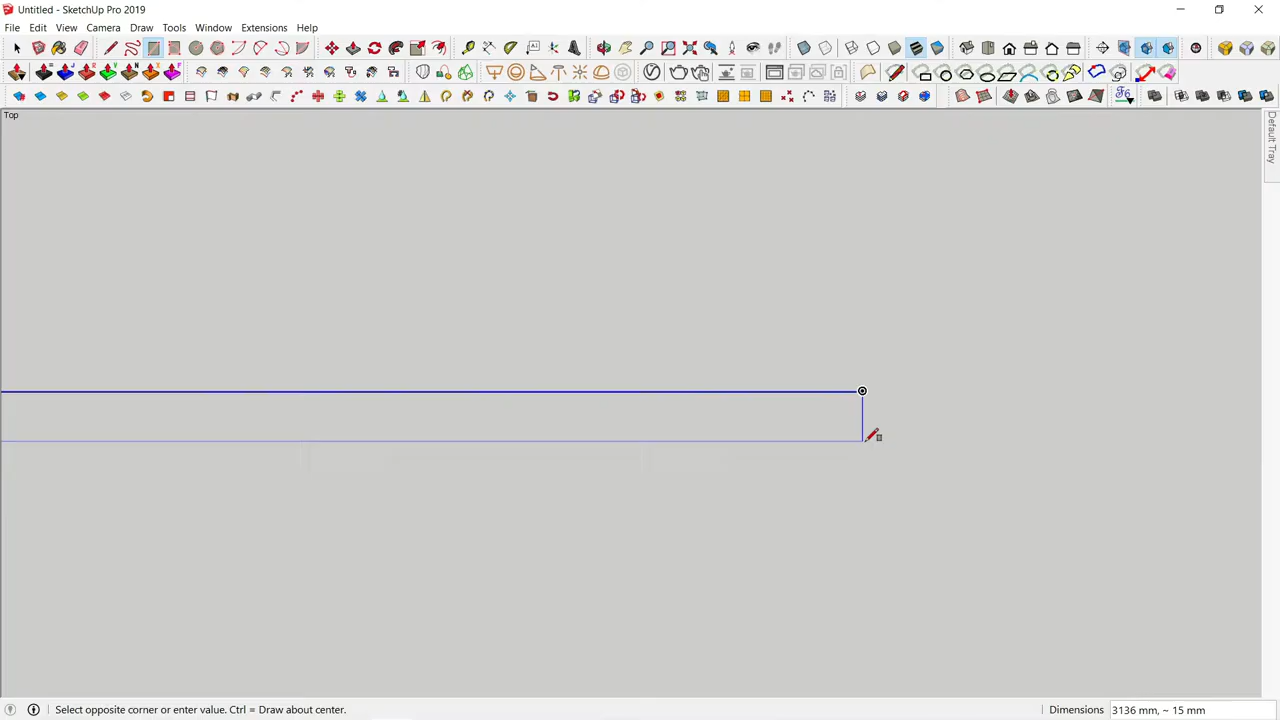 Untitled - SketchUp Pro 2019
File Edit View Camera Draw Tools Window Extensions Help
Top
Default Tray
Select opposite corner or enter value. Ctrl = Draw about center.
Dimensions 3136 mm, ~ 15 mm